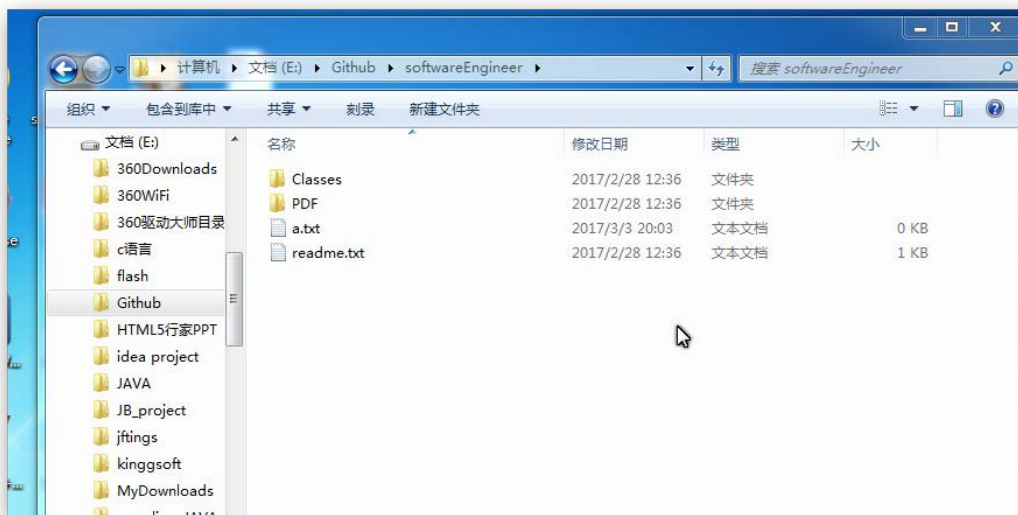 计算机 文档 (E:) Github softwareEngineer
搜索 softwareEngineer
组织 包含到库中 共享 刻录 新建文件夹
文档 (E:)
360Downloads
360WiFi
360驱动大师目录
c语言
flash
Github
HTML5行家PPT
idea project
JAVA
JB_project
jftings
kinggsoft
MyDownloads
名称 修改日期 类型 大小
Classes 2017/2/28 12:36 文件夹
PDF 2017/2/28 12:36 文件夹
a.txt 2017/3/3 20:03 文本文档 0 KB
readme.txt 2017/2/28 12:36 文本文档 1 KB